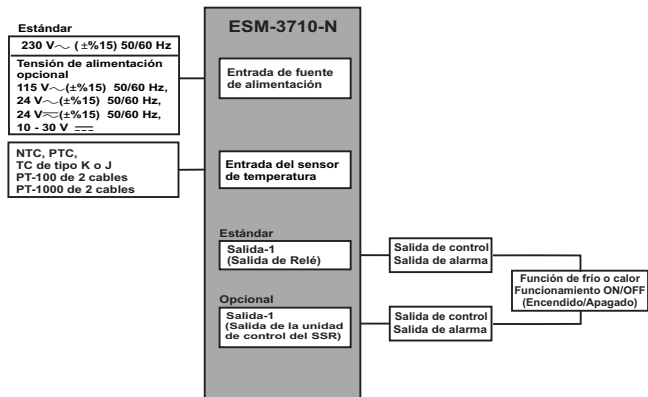 ESM-3710-N
Estándar
230 V~ (±%15) 50/60 Hz
Tensión de alimentación
opcional
115 V~(±%15) 50/60 Hz,
24 V~(±%15) 50/60 Hz,
24 V⏦(±%15) 50/60 Hz,
10 - 30 V ⎓
Entrada de fuente
de alimentación
NTC, PTC,
TC de tipo K o J
PT-100 de 2 cables
PT-1000 de 2 cables
Entrada del sensor
de temperatura
Estándar
Salida-1
(Salida de Relé)
Salida de control
Salida de alarma
Función de frío o calor
Funcionamiento ON/OFF
(Encendido/Apagado)
Opcional
Salida-1
(Salida de la unidad
de control del SSR)
Salida de control
Salida de alarma